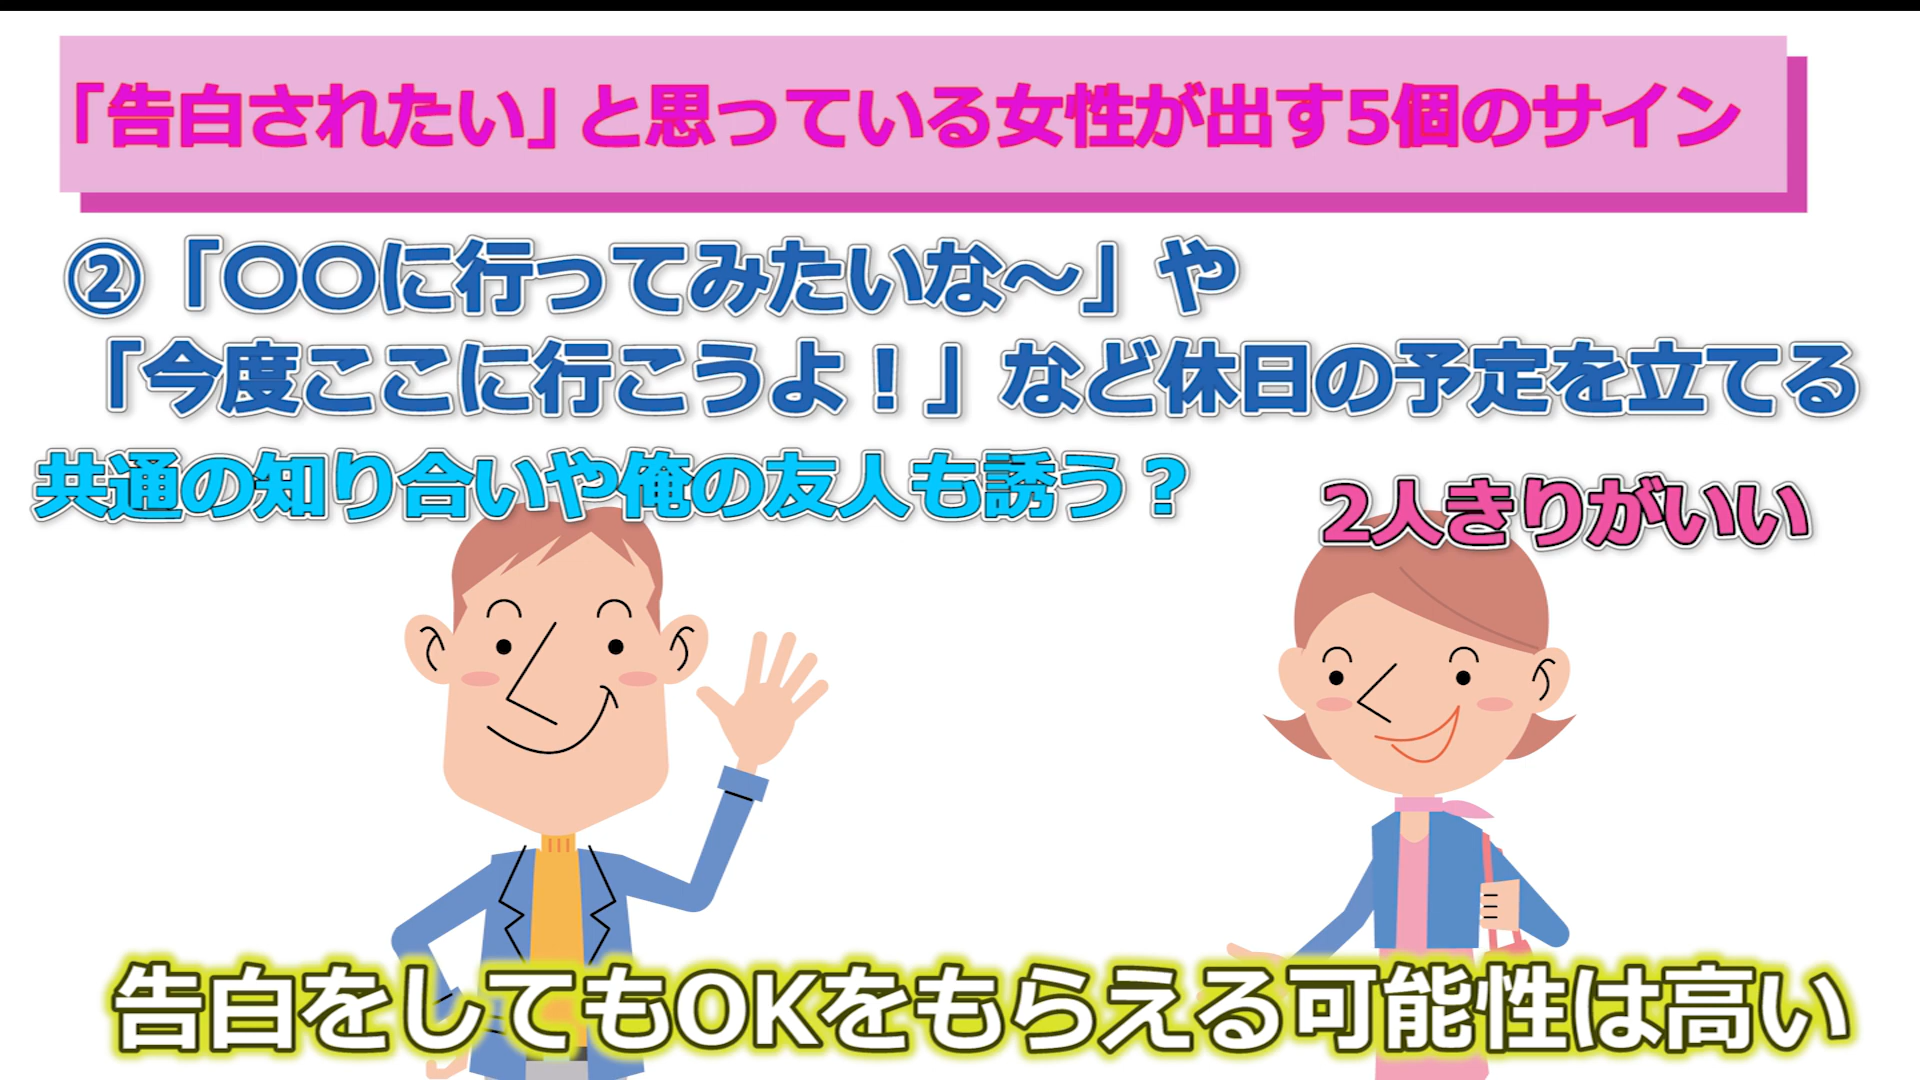 「告白されたい」と思っている女性が出す5個のサイン
②「〇〇に行ってみたいな～」や
「今度ここに行こうよ！」など休日の予定を立てる
共通の知り合いや俺の友人も誘う？
2人きりがいい
告白をしてもOKをもらえる可能性は高い